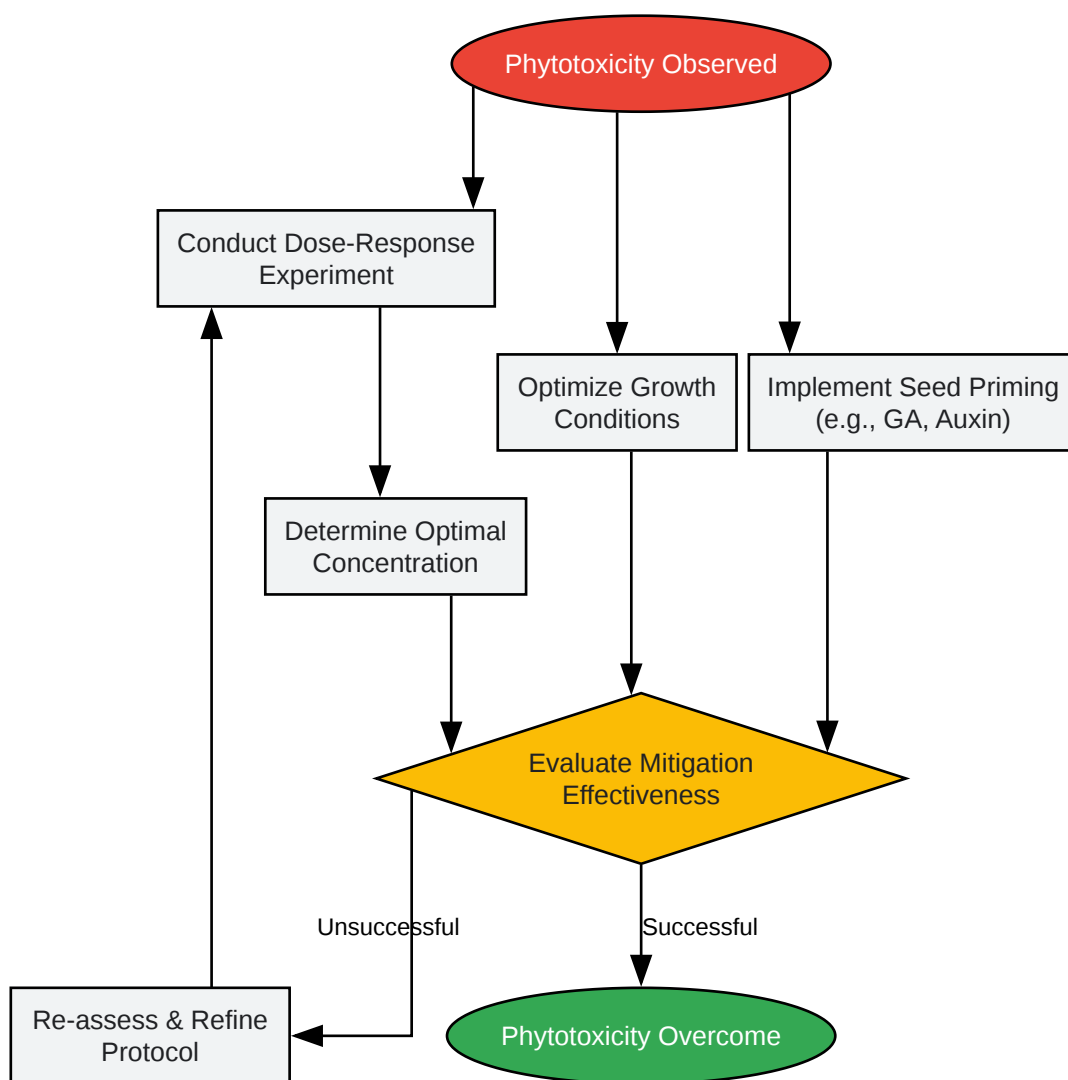 Phytotoxicity Observed
Conduct Dose-Response
Experiment
Optimize Growth
Conditions
Implement Seed Priming
(e.g., GA, Auxin)
Determine Optimal
Concentration
Evaluate Mitigation
Effectiveness
Unsuccessful
Successful
Re-assess & Refine
Protocol
Phytotoxicity Overcome